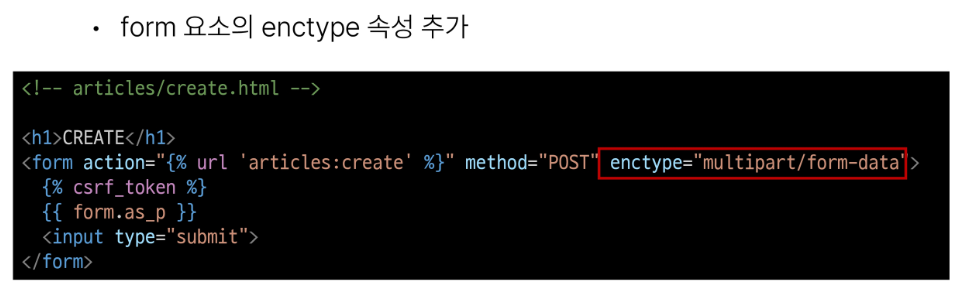 • form 요소의 enctype 속성 추가
<!-- articles/create.html -->
<h1>CREATE</h1>
<form action="{% url 'articles:create' %}" method="POST" enctype="multipart/form-data">
{% csrf_token %}
{{ form.as_p }}
<input type="submit">
</form>